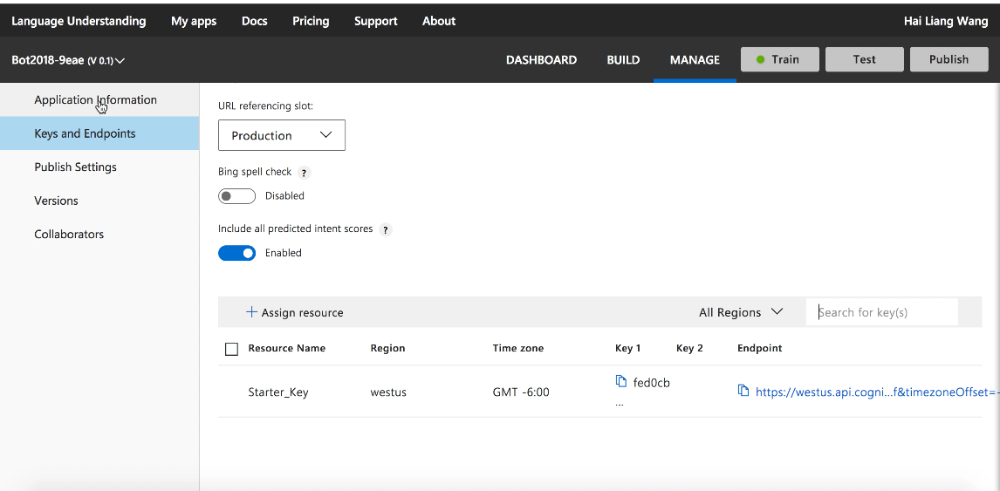 Language Understanding My apps Docs Pricing Support About Hai Liang Wang
Bot2018-9eae (V 0.1) DASHBOARD BUILD MANAGE Train Test Publish
Application Information
Keys and Endpoints
Publish Settings
Versions
Collaborators
URL referencing slot:
Production
Bing spell check ?
Disabled
Include all predicted intent scores ?
Enabled
+ Assign resource All Regions Search for key(s)
Resource Name Region Time zone Key 1 Key 2 Endpoint
Starter_Key westus GMT -6:00 fed0cb ... https://westus.api.cogni...f&timezoneOffset=-